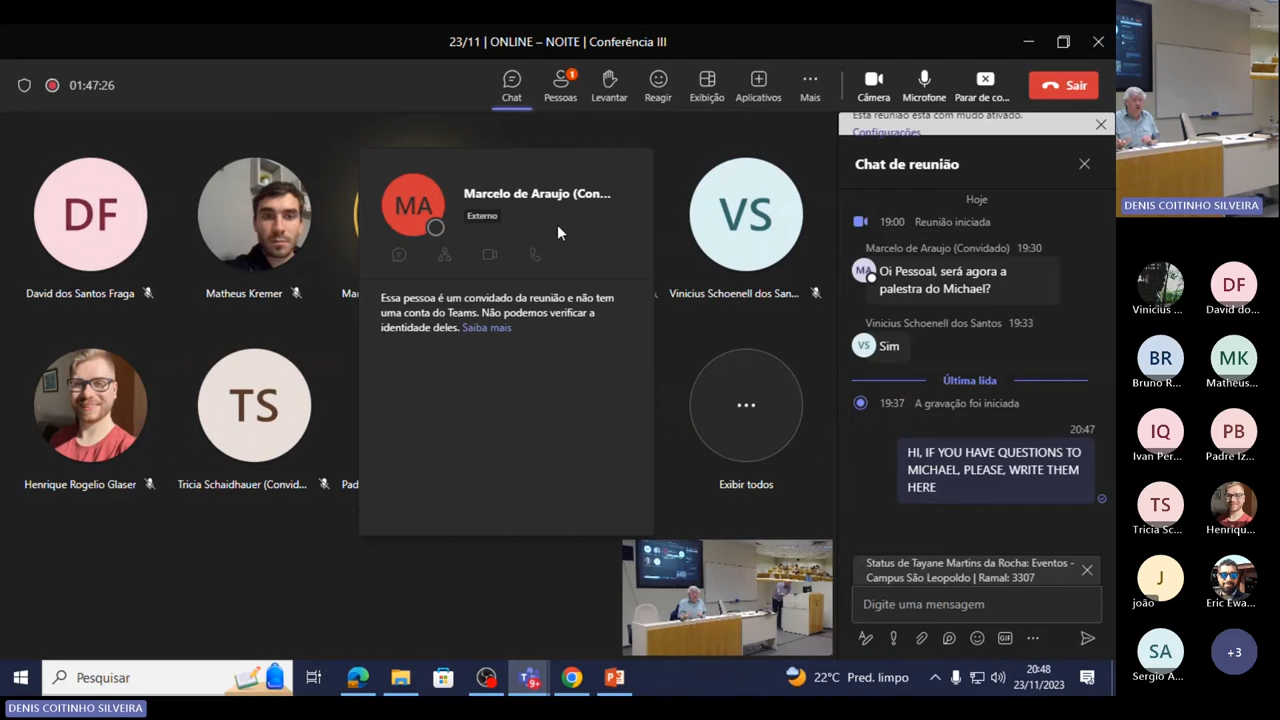 23/11 | ONLINE – NOITE | Conferência III
01:47:26
Chat
Pessoas
1
Levantar
Reagir
Exibição
Aplicativos
Mais
Câmera
Microfone
Parar de co...
Sair
DF
David dos Santos Fraga
Matheus Kremer
Mar
MA
Marcelo de Araujo (Con...
Externo
Essa pessoa é um convidado da reunião e não tem
uma conta do Teams. Não podemos verificar a
identidade deles. Saiba mais
VS
Vinicius Schoenell dos San...
Henrique Rogelio Glaser
TS
Tricia Schaidhauer (Convid...
Pad
...
Exibir todos
Esta reunião está com mudo ativado.
Configurações
Chat de reunião
Hoje
19:00 Reunião iniciada
Marcelo de Araujo (Convidado) 19:30
MA
Oi Pessoal, será agora a
palestra do Michael?
Vinicius Schoenell dos Santos 19:33
VS
Sim
Última lida
19:37 A gravação foi iniciada
20:47
HI, IF YOU HAVE QUESTIONS TO
MICHAEL, PLEASE, WRITE THEM
HERE
Status de Tayane Martins da Rocha: Eventos -
Campus São Leopoldo | Ramal: 3307
Digite uma mensagem
GIF
DENIS COITINHO SILVEIRA
Vinicius ...
DF
David do...
BR
Bruno R...
MK
Matheus...
IQ
Ivan Per...
PB
Padre Iz...
TS
Tricia Sc...
Henriqu...
J
joão
Eric Ewa...
SA
Sergio A...
+3
Pesquisar
9+
22°C Pred. limpo
20:48
23/11/2023
DENIS COITINHO SILVEIRA